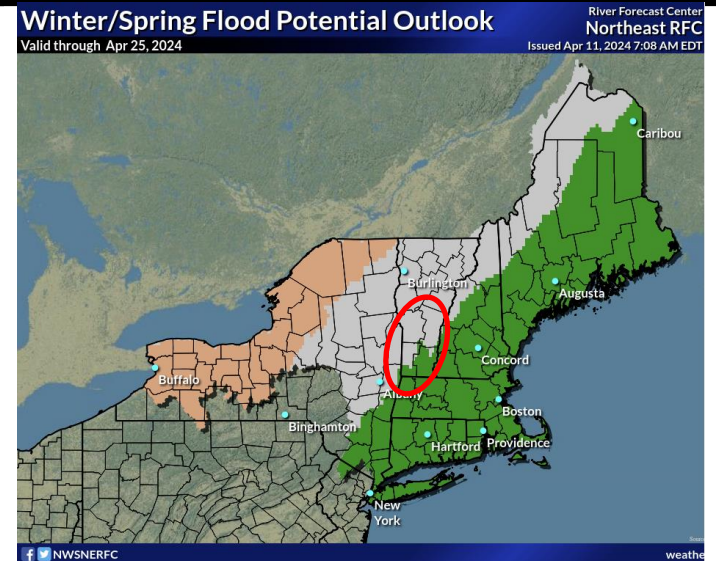 Winter/Spring Flood Potential Outlook
Valid through Apr 25, 2024
River Forecast Center
Northeast RFC
Issued Apr 11, 2024 7:08 AM EDT
Caribou
Burlington
Augusta
Concord
Buffalo
Albany
Boston
Binghamton
Hartford
Providence
New
York
NWSNERFC
weathe